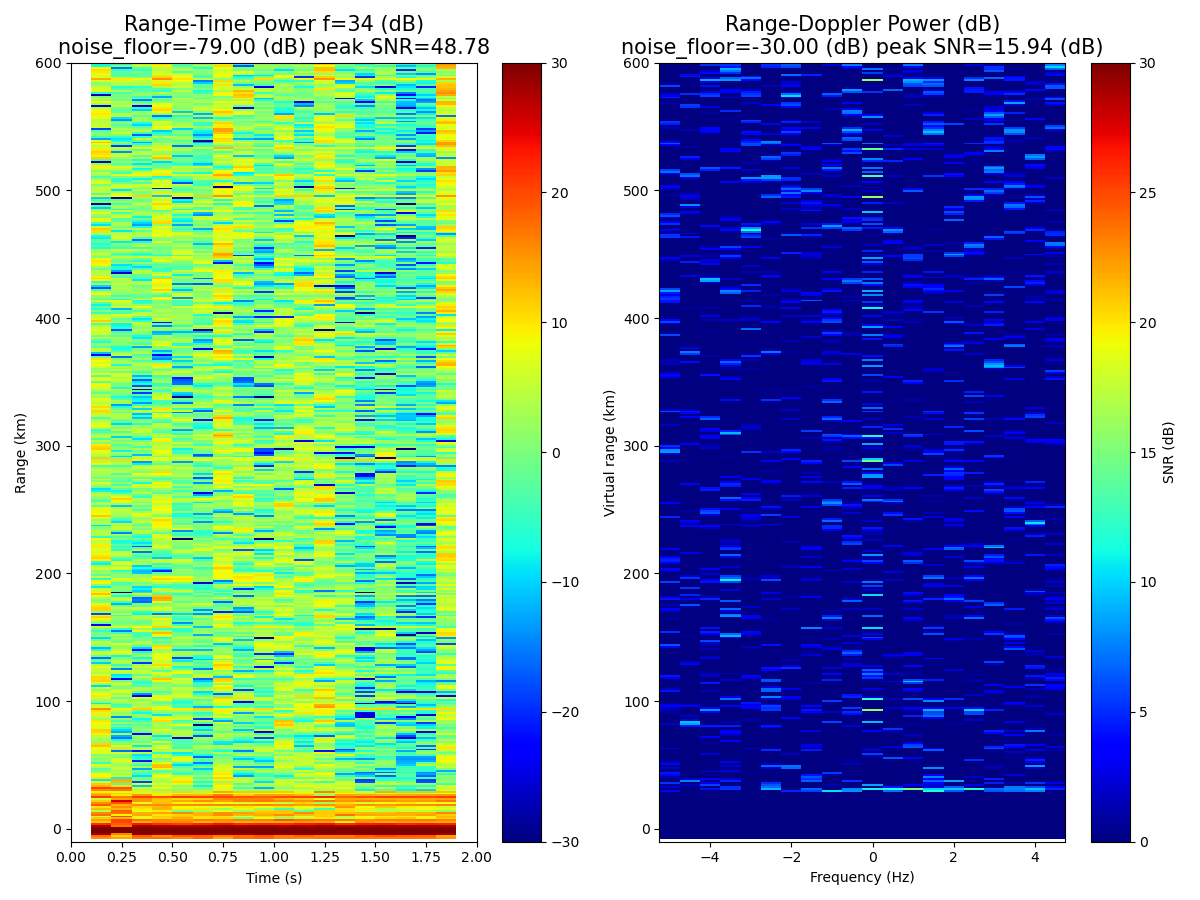 Range-Time Power f=34 (dB)
noise_floor=-79.00 (dB) peak SNR=48.78
Range-Doppler Power (dB)
noise_floor=-30.00 (dB) peak SNR=15.94 (dB)
Range (km)
600
500
400
300
200
100
0
0.00 0.25 0.50 0.75 1.00 1.25 1.50 1.75 2.00
Time (s)
30
20
10
0
−10
−20
−30
Virtual range (km)
600
500
400
300
200
100
0
−4 −2 0 2 4
Frequency (Hz)
30
25
20
15
10
5
0
SNR (dB)